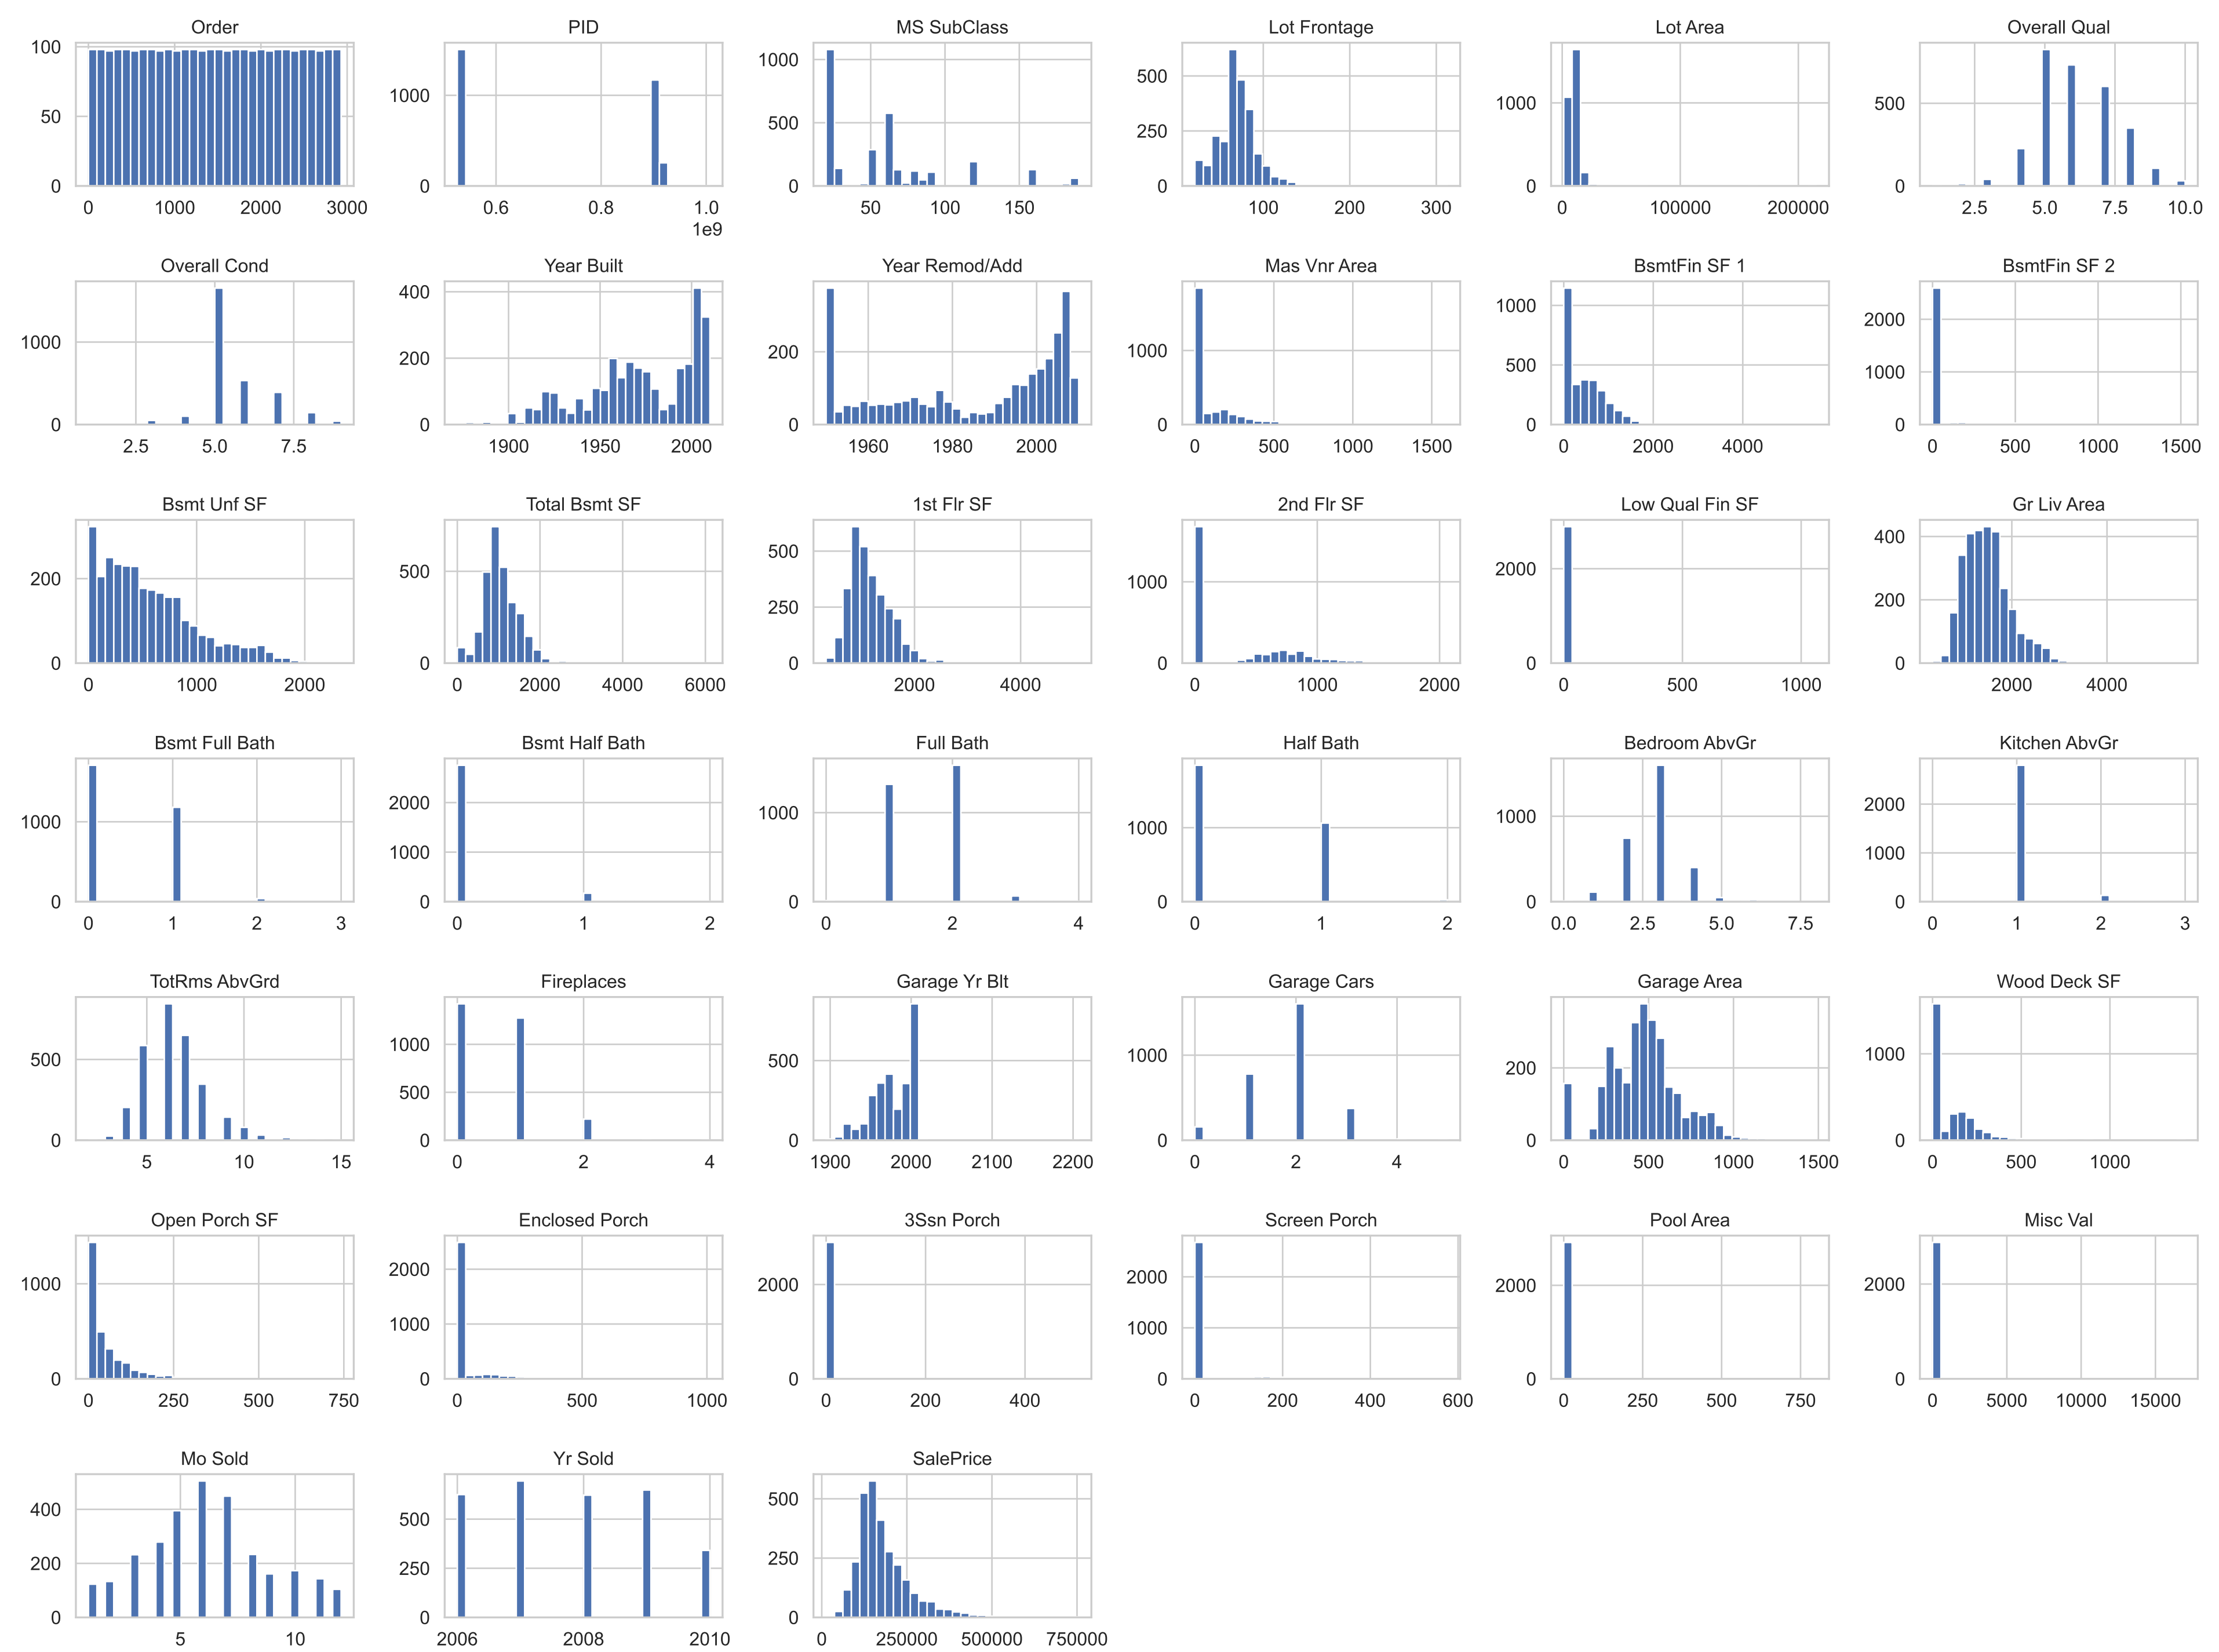 Order PID MS SubClass Lot Frontage Lot Area Overall Qual
100 50 0
1000 0
1000 500 0
500 250 0
1000 0
500 0
0 1000 2000 3000
0.6 0.8 1.0
1e9
50 100 150
100 200 300
0 100000 200000
2.5 5.0 7.5 10.0
Overall Cond Year Built Year Remod/Add Mas Vnr Area BsmtFin SF 1 BsmtFin SF 2
1000 0
400 200 0
200 0
1000 0
1000 500 0
2000 1000 0
2.5 5.0 7.5
1900 1950 2000
1960 1980 2000
0 500 1000 1500
0 2000 4000
0 500 1000 1500
Bsmt Unf SF Total Bsmt SF 1st Flr SF 2nd Flr SF Low Qual Fin SF Gr Liv Area
200 0
500 0
500 250 0
1000 0
2000 0
400 200 0
0 1000 2000
0 2000 4000 6000
2000 4000
0 1000 2000
0 500 1000
2000 4000
Bsmt Full Bath Bsmt Half Bath Full Bath Half Bath Bedroom AbvGr Kitchen AbvGr
1000 0
2000 1000 0
1000 0
1000 0
1000 0
2000 1000 0
0 1 2 3
0 1 2
0 2 4
0 1 2
0.0 2.5 5.0 7.5
0 1 2 3
TotRms AbvGrd Fireplaces Garage Yr Blt Garage Cars Garage Area Wood Deck SF
500 0
1000 500 0
500 0
1000 0
200 0
1000 0
5 10 15
0 2 4
1900 2000 2100 2200
0 2 4
0 500 1000 1500
0 500 1000
Open Porch SF Enclosed Porch 3Ssn Porch Screen Porch Pool Area Misc Val
1000 0
2000 1000 0
2000 0
2000 1000 0
2000 0
2000 0
0 250 500 750
0 500 1000
0 200 400
0 200 400 600
0 250 500 750
0 5000 10000 15000
Mo Sold Yr Sold SalePrice
400 200 0
500 250 0
500 250 0
5 10
2006 2008 2010
0 250000 500000 750000